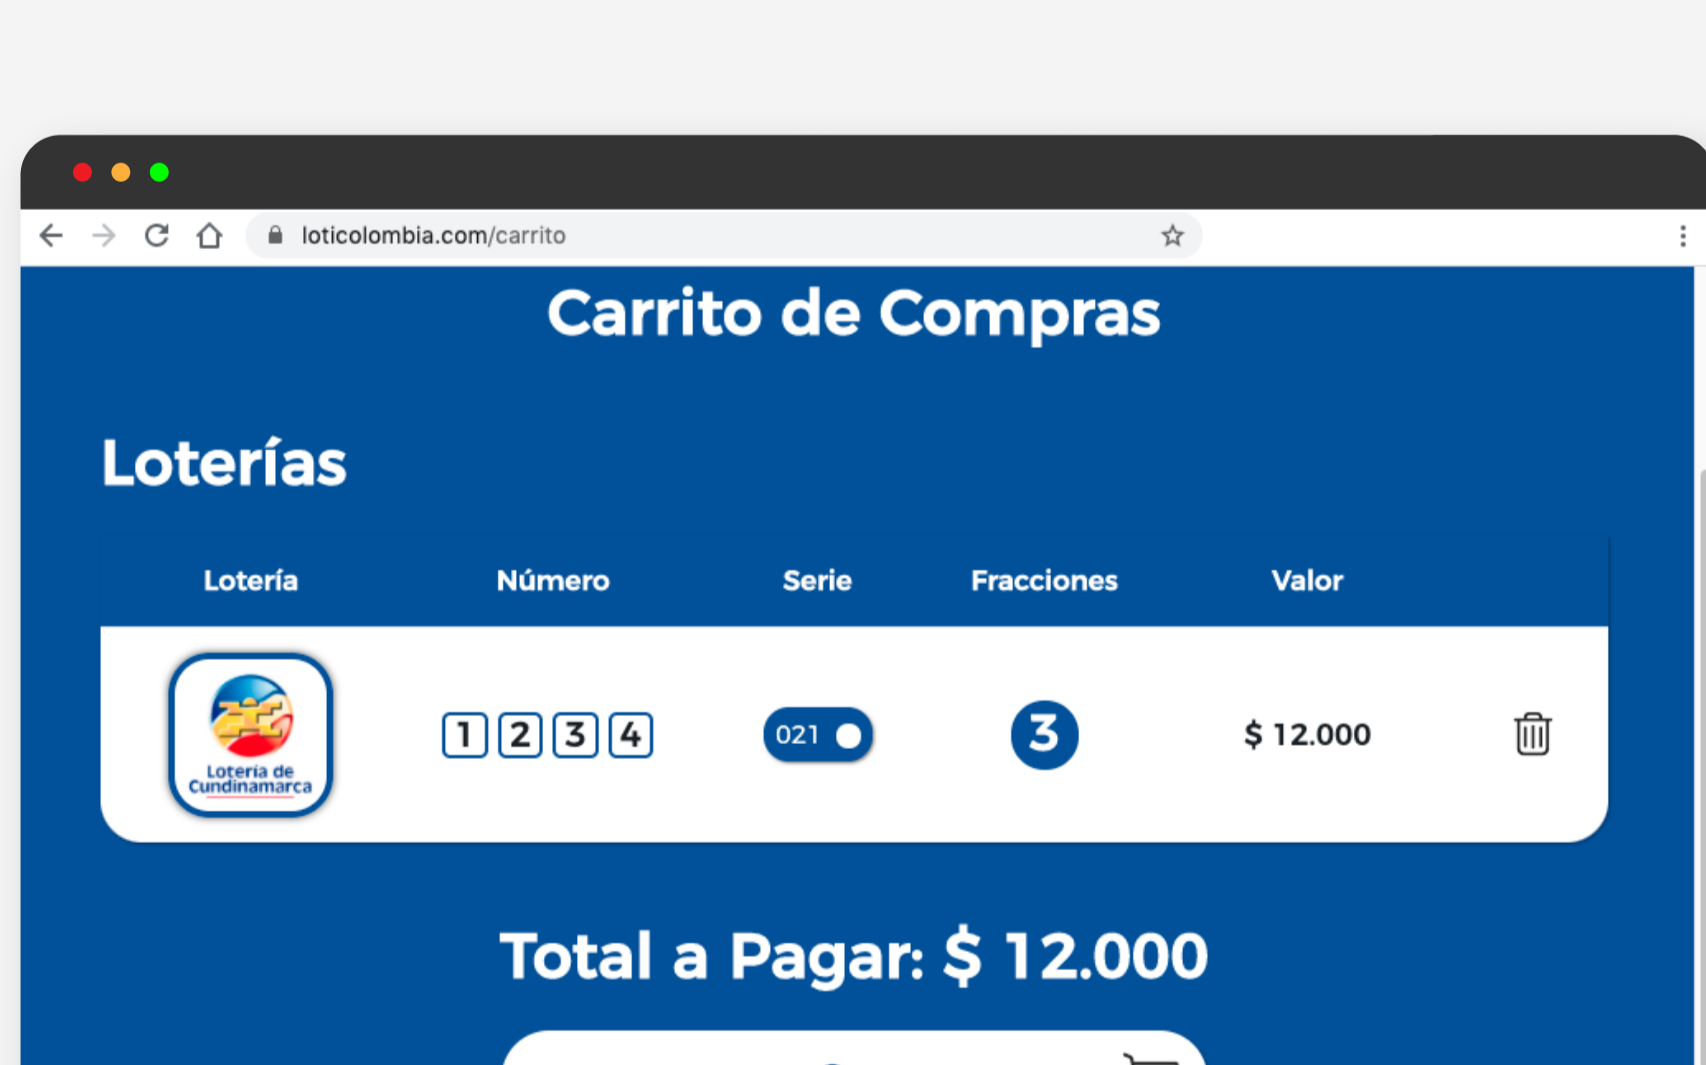 loticolombia.com/carrito
Carrito de Compras
Loterías
Lotería Número Serie Fracciones Valor
1 2 3 4 021 3 $ 12.000
Lotería de
Cundinamarca
Total a Pagar: $ 12.000